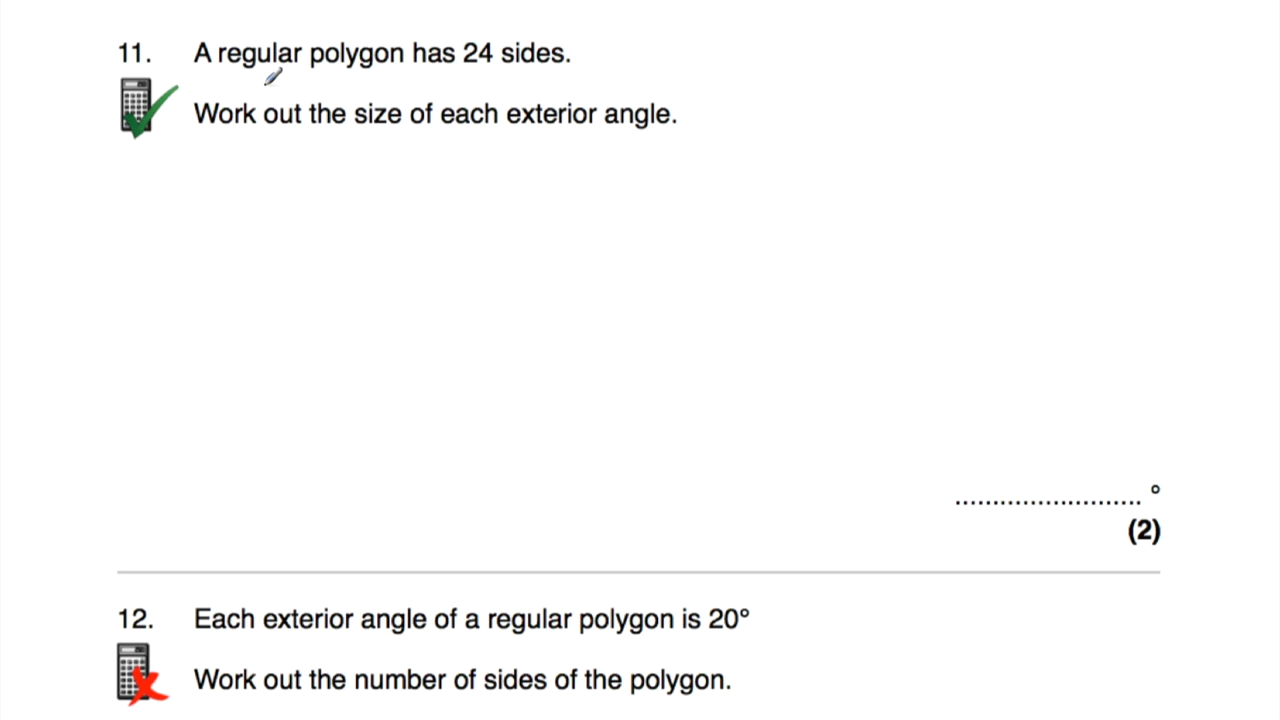 11. A regular polygon has 24 sides.
Work out the size of each exterior angle.
......................... °
(2)
12. Each exterior angle of a regular polygon is 20°
Work out the number of sides of the polygon.